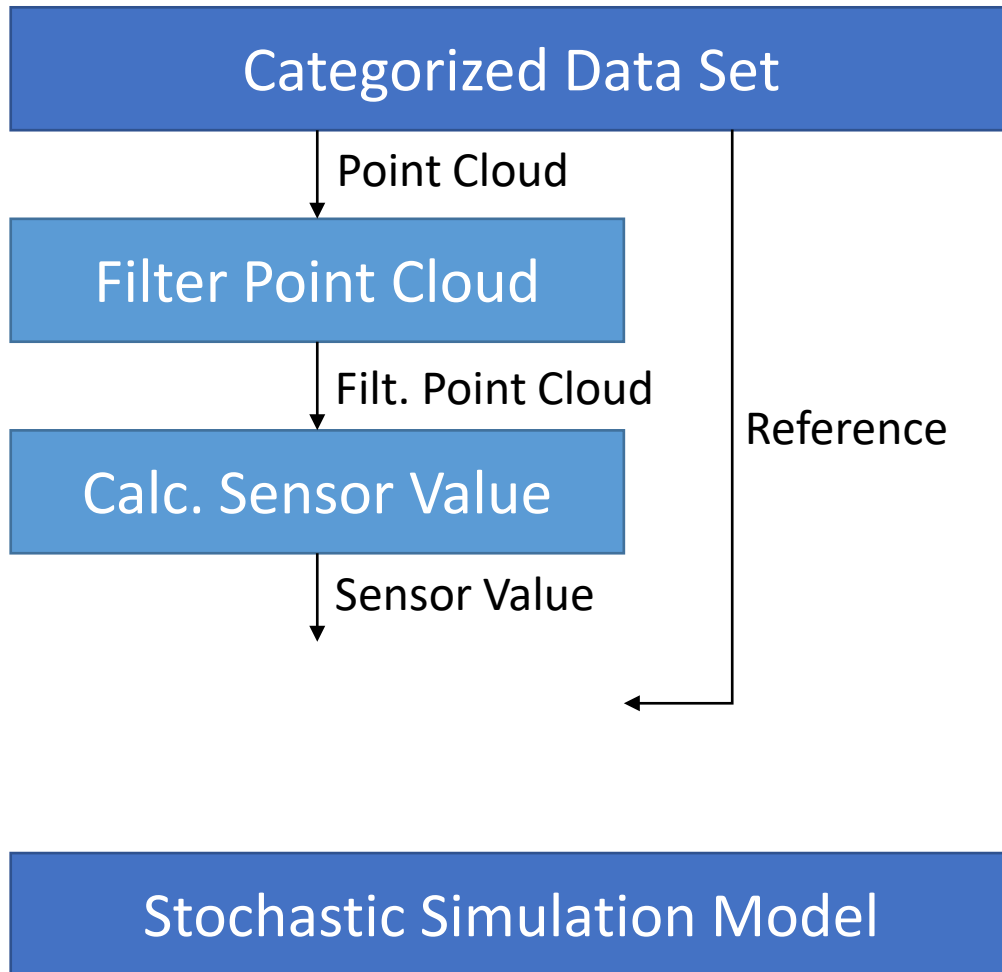 Categorized Data Set
Point Cloud
Filter Point Cloud
Filt. Point Cloud
Reference
Calc. Sensor Value
Sensor Value
Stochastic Simulation Model